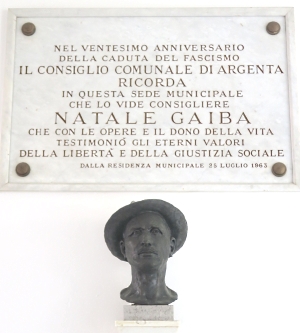 NEL VENTESIMO ANNIVERSARIO
DELLA CADUTA DEL FASCISMO
IL CONSIGLIO COMUNALE DI ARGENTA
RICORDA
IN QUESTA SEDE MUNICIPALE
CHE LO VIDE CONSIGLIERE
NATALE GAIBA
CHE CON LE OPERE E IL DONO DELLA VITA
TESTIMONIÒ GLI ETERNI VALORI
DELLA LIBERTÀ E DELLA GIUSTIZIA SOCIALE
DALLA RESIDENZA MUNICIPALE 25 LUGLIO 1963